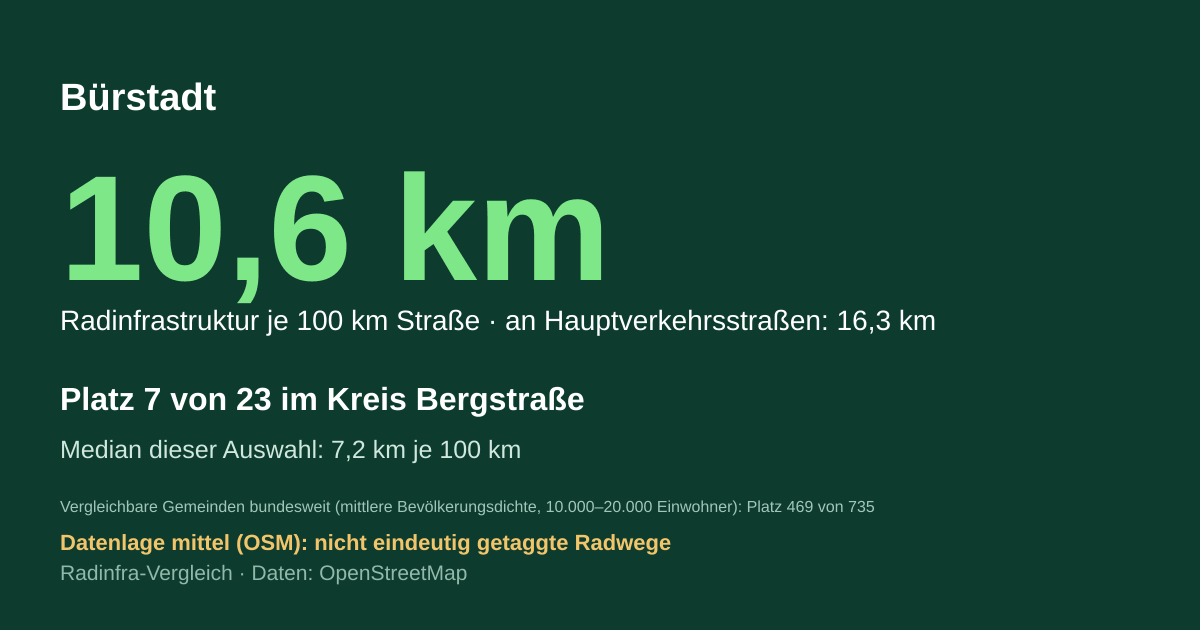 Bürstadt
10,6 km
Radinfrastruktur je 100 km Straße · an Hauptverkehrsstraßen: 16,3 km
Platz 7 von 23 im Kreis Bergstraße
Median dieser Auswahl: 7,2 km je 100 km
Vergleichbare Gemeinden bundesweit (mittlere Bevölkerungsdichte, 10.000–20.000 Einwohner): Platz 469 von 735
Datenlage mittel (OSM): nicht eindeutig getaggte Radwege
Radinfra-Vergleich · Daten: OpenStreetMap